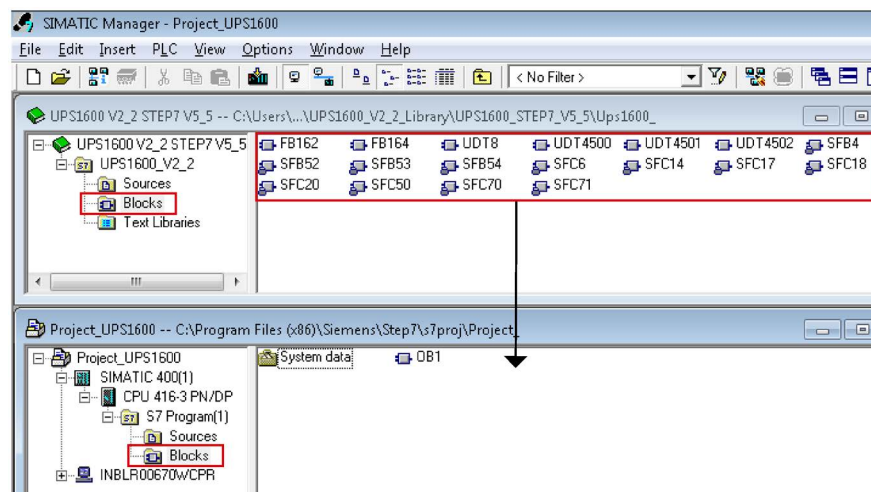 SIMATIC Manager - Project_UPS1600
File Edit Insert PLC View Options Window Help
< No Filter >
UPS1600 V2_2 STEP7 V5_5 -- C:\Users\...\UPS1600_V2_2_Library\UPS1600_STEP7_V5_5\Ups1600_
UPS1600 V2_2 STEP7 V5_5
UPS1600_V2_2
Sources
Blocks
Text Libraries
FB162 FB164 UDT8 UDT4500 UDT4501 UDT4502 SFB4
SFB52 SFB53 SFB54 SFC6 SFC14 SFC17 SFC18
SFC20 SFC50 SFC70 SFC71
Project_UPS1600 -- C:\Program Files (x86)\Siemens\Step7\s7proj\Project_
Project_UPS1600
SIMATIC 400(1)
CPU 416-3 PN/DP
S7 Program(1)
Sources
Blocks
INBLR00670WCPR
System data OB1